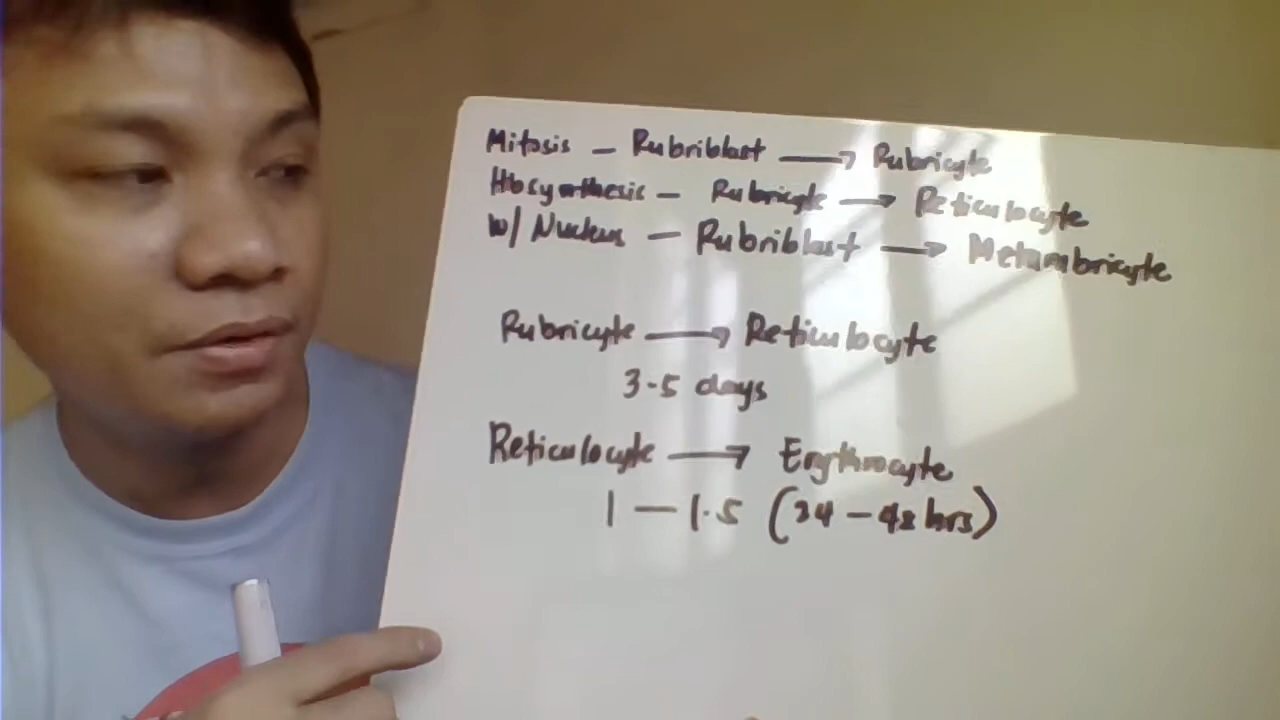 Mitosis – Rubriblast → Rubricyte
Hbsynthesis – Rubricyte → Reticulocyte
w/ Nucleus – Rubriblast → Metarubricyte
Rubricyte → Reticulocyte
3-5 days
Reticulocyte → Erythrocyte
1 – 1.5 (24 – 48 hrs)